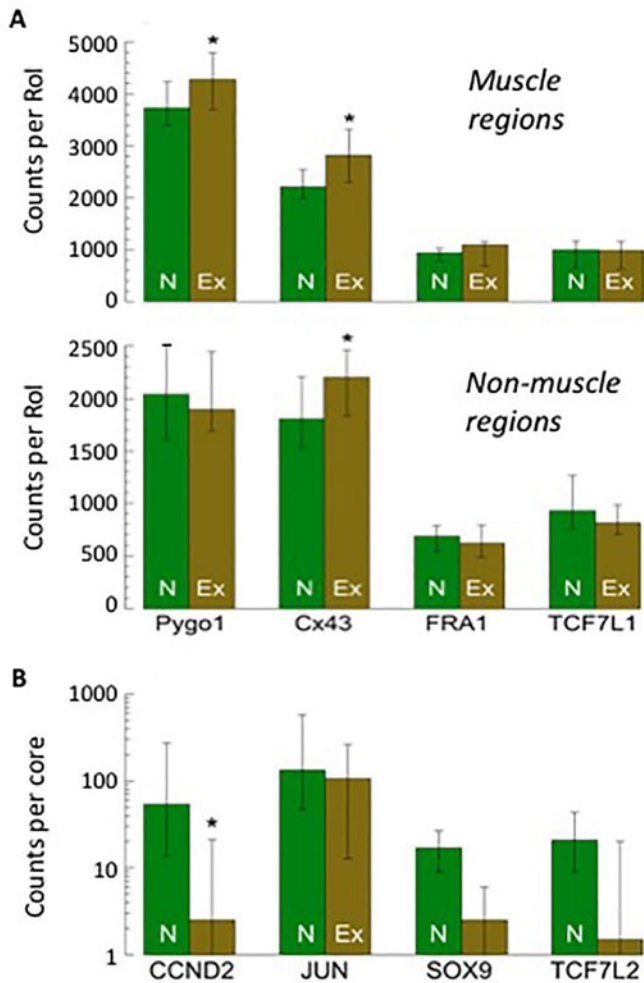 A
Counts per RoI
5000
4000
3000
2000
1000
0
Muscle
regions
★
★
N Ex N Ex N Ex N Ex
Counts per RoI
2500
2000
1500
1000
500
0
Non-muscle
regions
★
N Ex N Ex N Ex N Ex
Pygo1 Cx43 FRA1 TCF7L1
B
Counts per core
1000
100
10
1
★
N N Ex N N
CCND2 JUN SOX9 TCF7L2